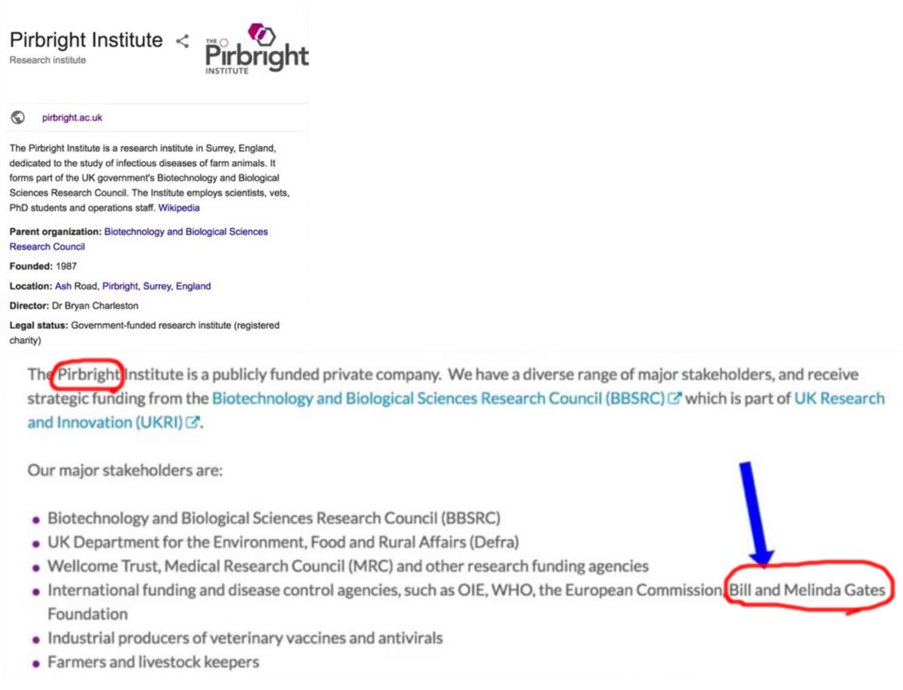 Pirbright Institute
Research institute
THE
Pirbright
INSTITUTE
pirbright.ac.uk
The Pirbright Institute is a research institute in Surrey, England,
dedicated to the study of infectious diseases of farm animals. It
forms part of the UK government's Biotechnology and Biological
Sciences Research Council. The Institute employs scientists, vets,
PhD students and operations staff. Wikipedia
Parent organization: Biotechnology and Biological Sciences
Research Council
Founded: 1987
Location: Ash Road, Pirbright, Surrey, England
Director: Dr Bryan Charleston
Legal status: Government-funded research institute (registered
charity)
The Pirbright Institute is a publicly funded private company. We have a diverse range of major stakeholders, and receive
strategic funding from the Biotechnology and Biological Sciences Research Council (BBSRC) which is part of UK Research
and Innovation (UKRI).
Our major stakeholders are:
Biotechnology and Biological Sciences Research Council (BBSRC)
UK Department for the Environment, Food and Rural Affairs (Defra)
Wellcome Trust, Medical Research Council (MRC) and other research funding agencies
International funding and disease control agencies, such as OIE, WHO, the European Commission, Bill and Melinda Gates
Foundation
Industrial producers of veterinary vaccines and antivirals
Farmers and livestock keepers